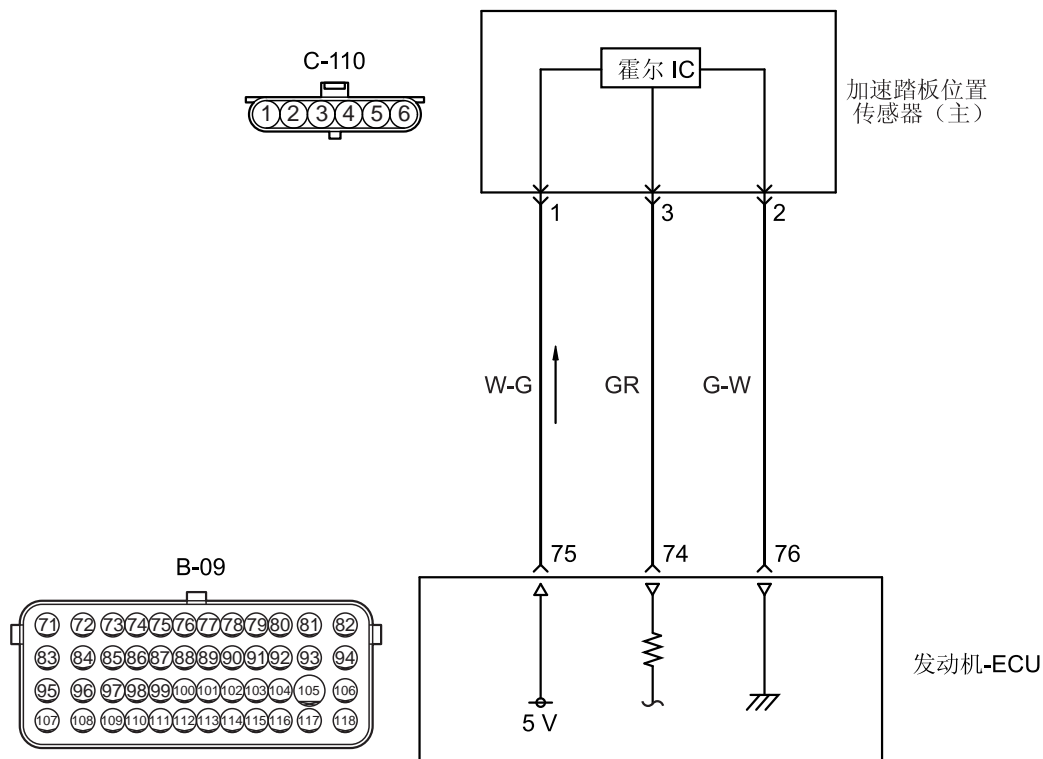 C-110
1 2 3 4 5 6
霍尔 IC
加速踏板位置
传感器（主）
1 3 2
W-G GR G-W
75 74 76
B-09
71 72 73 74 75 76 77 78 79 80 81 82
83 84 85 86 87 88 89 90 91 92 93 94
95 96 97 98 99 100 101 102 103 104 105 106
107 108 109 110 111 112 113 114 115 116 117 118
5 V
发动机-ECU